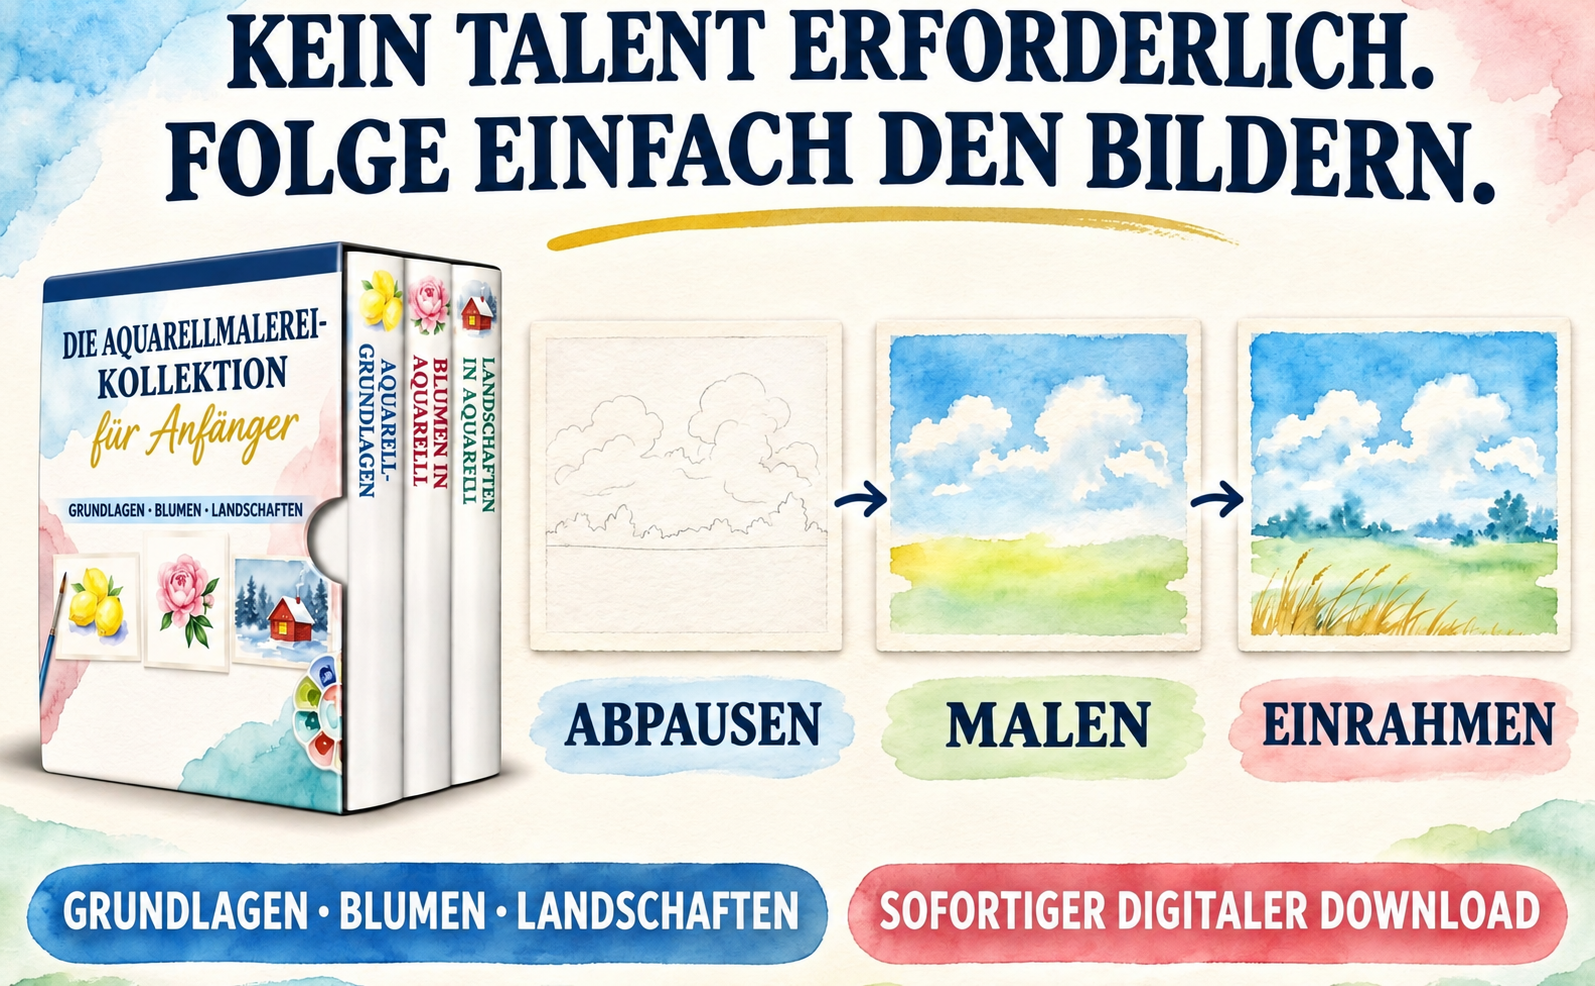 KEIN TALENT ERFORDERLICH.
FOLGE EINFACH DEN BILDERN.
DIE AQUARELLMALEREI-
KOLLEKTION
für Anfänger
GRUNDLAGEN · BLUMEN · LANDSCHAFTEN
AQUARELL-
GRUNDLAGEN
BLUMEN IN
AQUARELL
LANDSCHAFTEN
IN AQUARELL
ABPAUSEN
MALEN
EINRAHMEN
GRUNDLAGEN · BLUMEN · LANDSCHAFTEN
SOFORTIGER DIGITALER DOWNLOAD